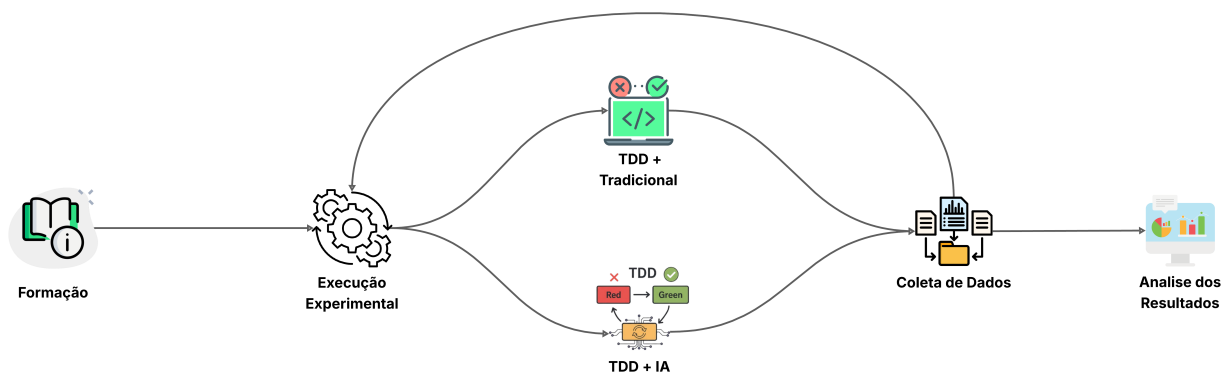 Formação
Execução
Experimental
</>
TDD +
Tradicional
TDD
Red
Green
TDD + IA
Coleta de Dados
Analise dos
Resultados